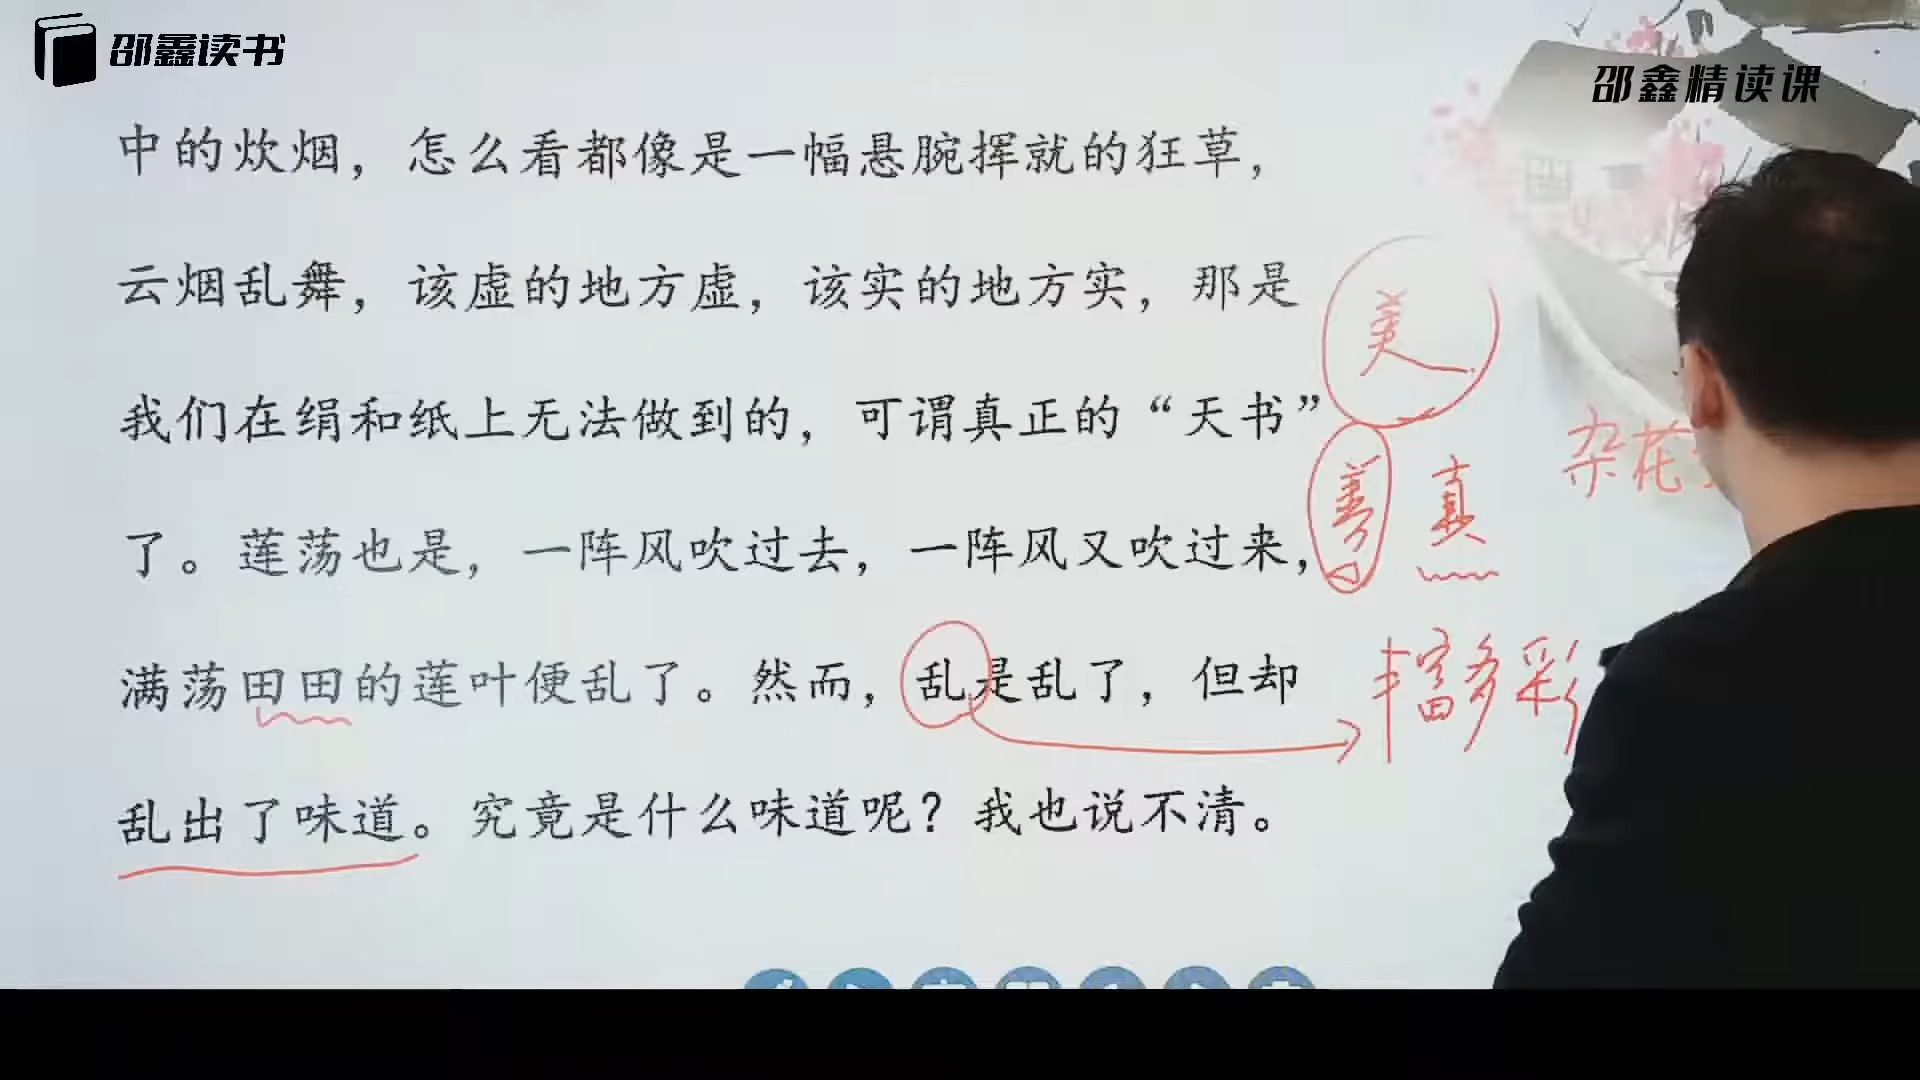 邵鑫读书
邵鑫精读课
中的炊烟，怎么看都像是一幅悬腕挥就的狂草，
云烟乱舞，该虚的地方虚，该实的地方实，那是
我们在绢和纸上无法做到的，可谓真正的“天书”
了。莲荡也是，一阵风吹过去，一阵风又吹过来，
满荡田田的莲叶便乱了。然而，乱是乱了，但却
乱出了味道。究竟是什么味道呢？我也说不清。
美
善 真
杂花
丰富多彩